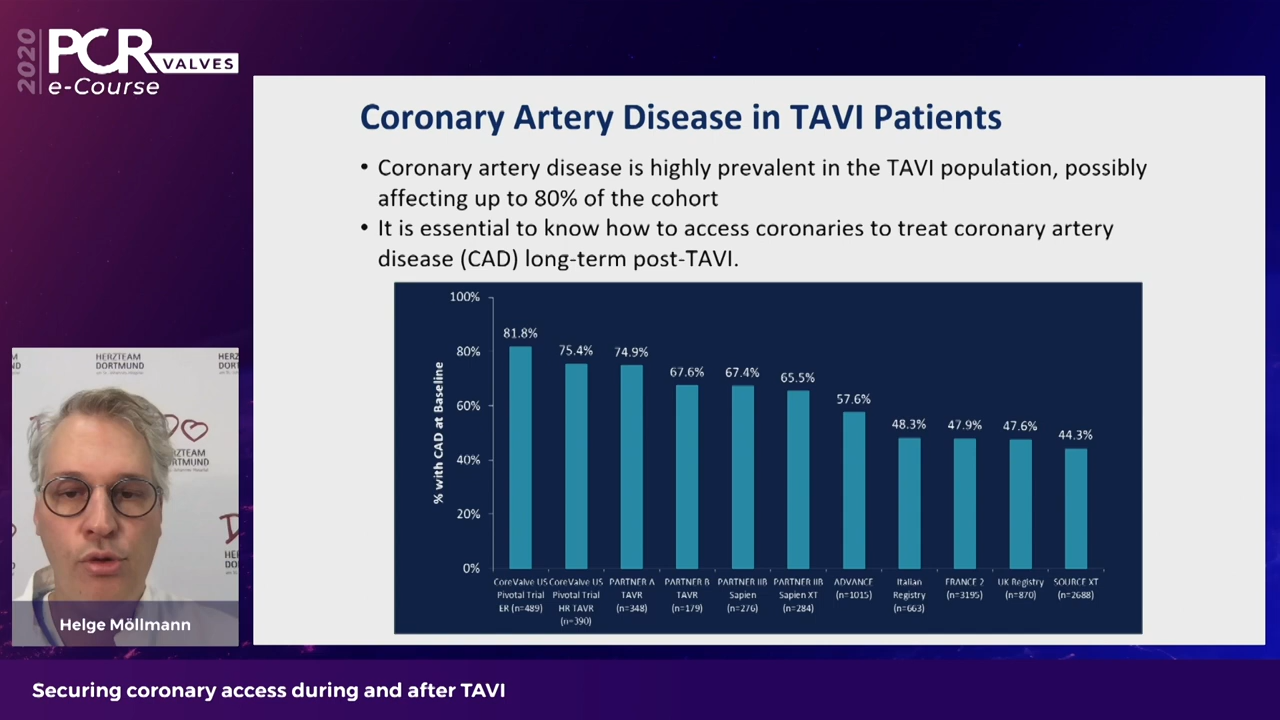 2020
PCR
VALVES
e-Course
Coronary Artery Disease in TAVI Patients
• Coronary artery disease is highly prevalent in the TAVI population, possibly
affecting up to 80% of the cohort
• It is essential to know how to access coronaries to treat coronary artery
disease (CAD) long-term post-TAVI.
% with CAD at Baseline
100%
80%
60%
40%
20%
0%
81.8%
75.4%
74.9%
67.6%
67.4%
65.5%
57.6%
48.3%
47.9%
47.6%
44.3%
CoreValve US
Pivotal Trial
ER (n=489)
CoreValve US
Pivotal Trial
HR TAVR
(n=390)
PARTNER A
TAVR
(n=348)
PARTNER B
TAVR
(n=179)
PARTNER IIB
Sapien
(n=276)
PARTNER IIB
Sapien XT
(n=284)
ADVANCE
(n=1015)
Italian
Registry
(n=663)
FRANCE 2
(n=3195)
UK Registry
(n=870)
SOURCE XT
(n=2688)
HERZTEAM
DORTMUND
Helge Möllmann
Securing coronary access during and after TAVI